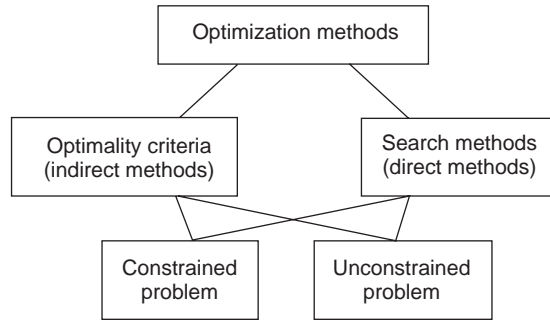 Optimization methods
Optimality criteria
(indirect methods)
Search methods
(direct methods)
Constrained
problem
Unconstrained
problem